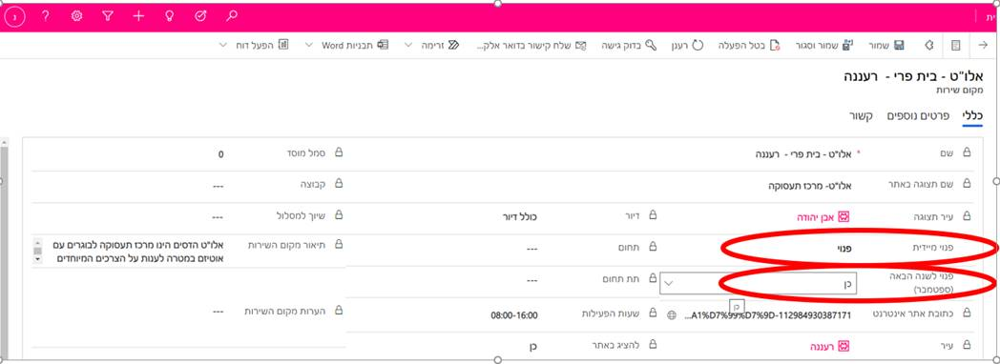 ית
נ
שמור
שמור וסגור
בטל הפעלה
רענן
בדוק גישה
שלח קישור בדואר אלק...
זרימה
תבניות Word
הפעל דוח
אלו"ט - בית פרי - רעננה
מקום שירות
כללי פרטים נוספים קשור
שם * אלו"ט - בית פרי - רעננה
סמל מוסד 0
שם תצוגה באתר אלו"ט- מרכז תעסוקה
קבוצה ---
עיר תצוגה אבן יהודה
דיור כולל דיור
שיוך למסלול ---
פנוי מיידית פנוי
תחום ---
תיאור מקום השירות אלו"ט הדסים הינו מרכז תעסוקה לבוגרים עם
אוטיזם במטרה לענות על הצרכים המיוחדים
פנוי לשנה הבאה
(ספטמבר)
כן
תת תחום ---
כן
כתובת אתר אינטרנט ...A1%D7%99%D7%9D-112984930387171
שעות הפעילות 08:00-16:00
הערות מקום השירות ---
עיר רעננה
להציג באתר כן